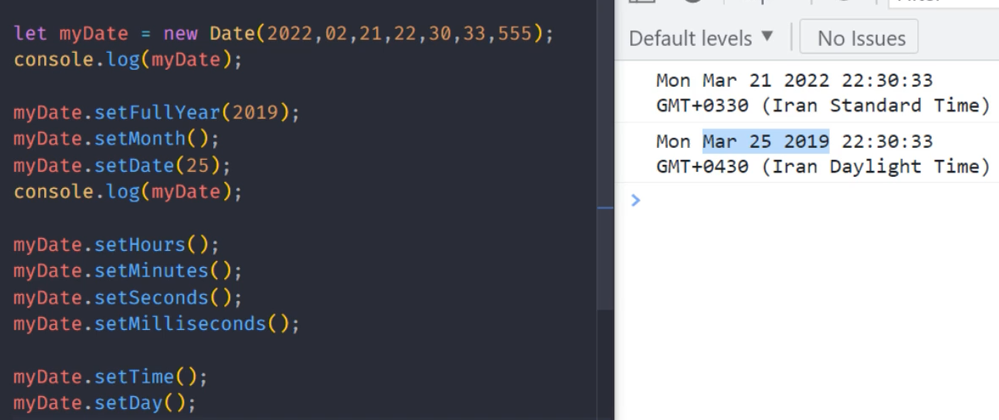 let myDate = new Date(2022,02,21,22,30,33,555);
console.log(myDate);
myDate.setFullYear(2019);
myDate.setMonth();
myDate.setDate(25);
console.log(myDate);
myDate.setHours();
myDate.setMinutes();
myDate.setSeconds();
myDate.setMilliseconds();
myDate.setTime();
myDate.setDay();
Default levels ▼
No Issues
Mon Mar 21 2022 22:30:33
GMT+0330 (Iran Standard Time)
Mon Mar 25 2019 22:30:33
GMT+0430 (Iran Daylight Time)
>